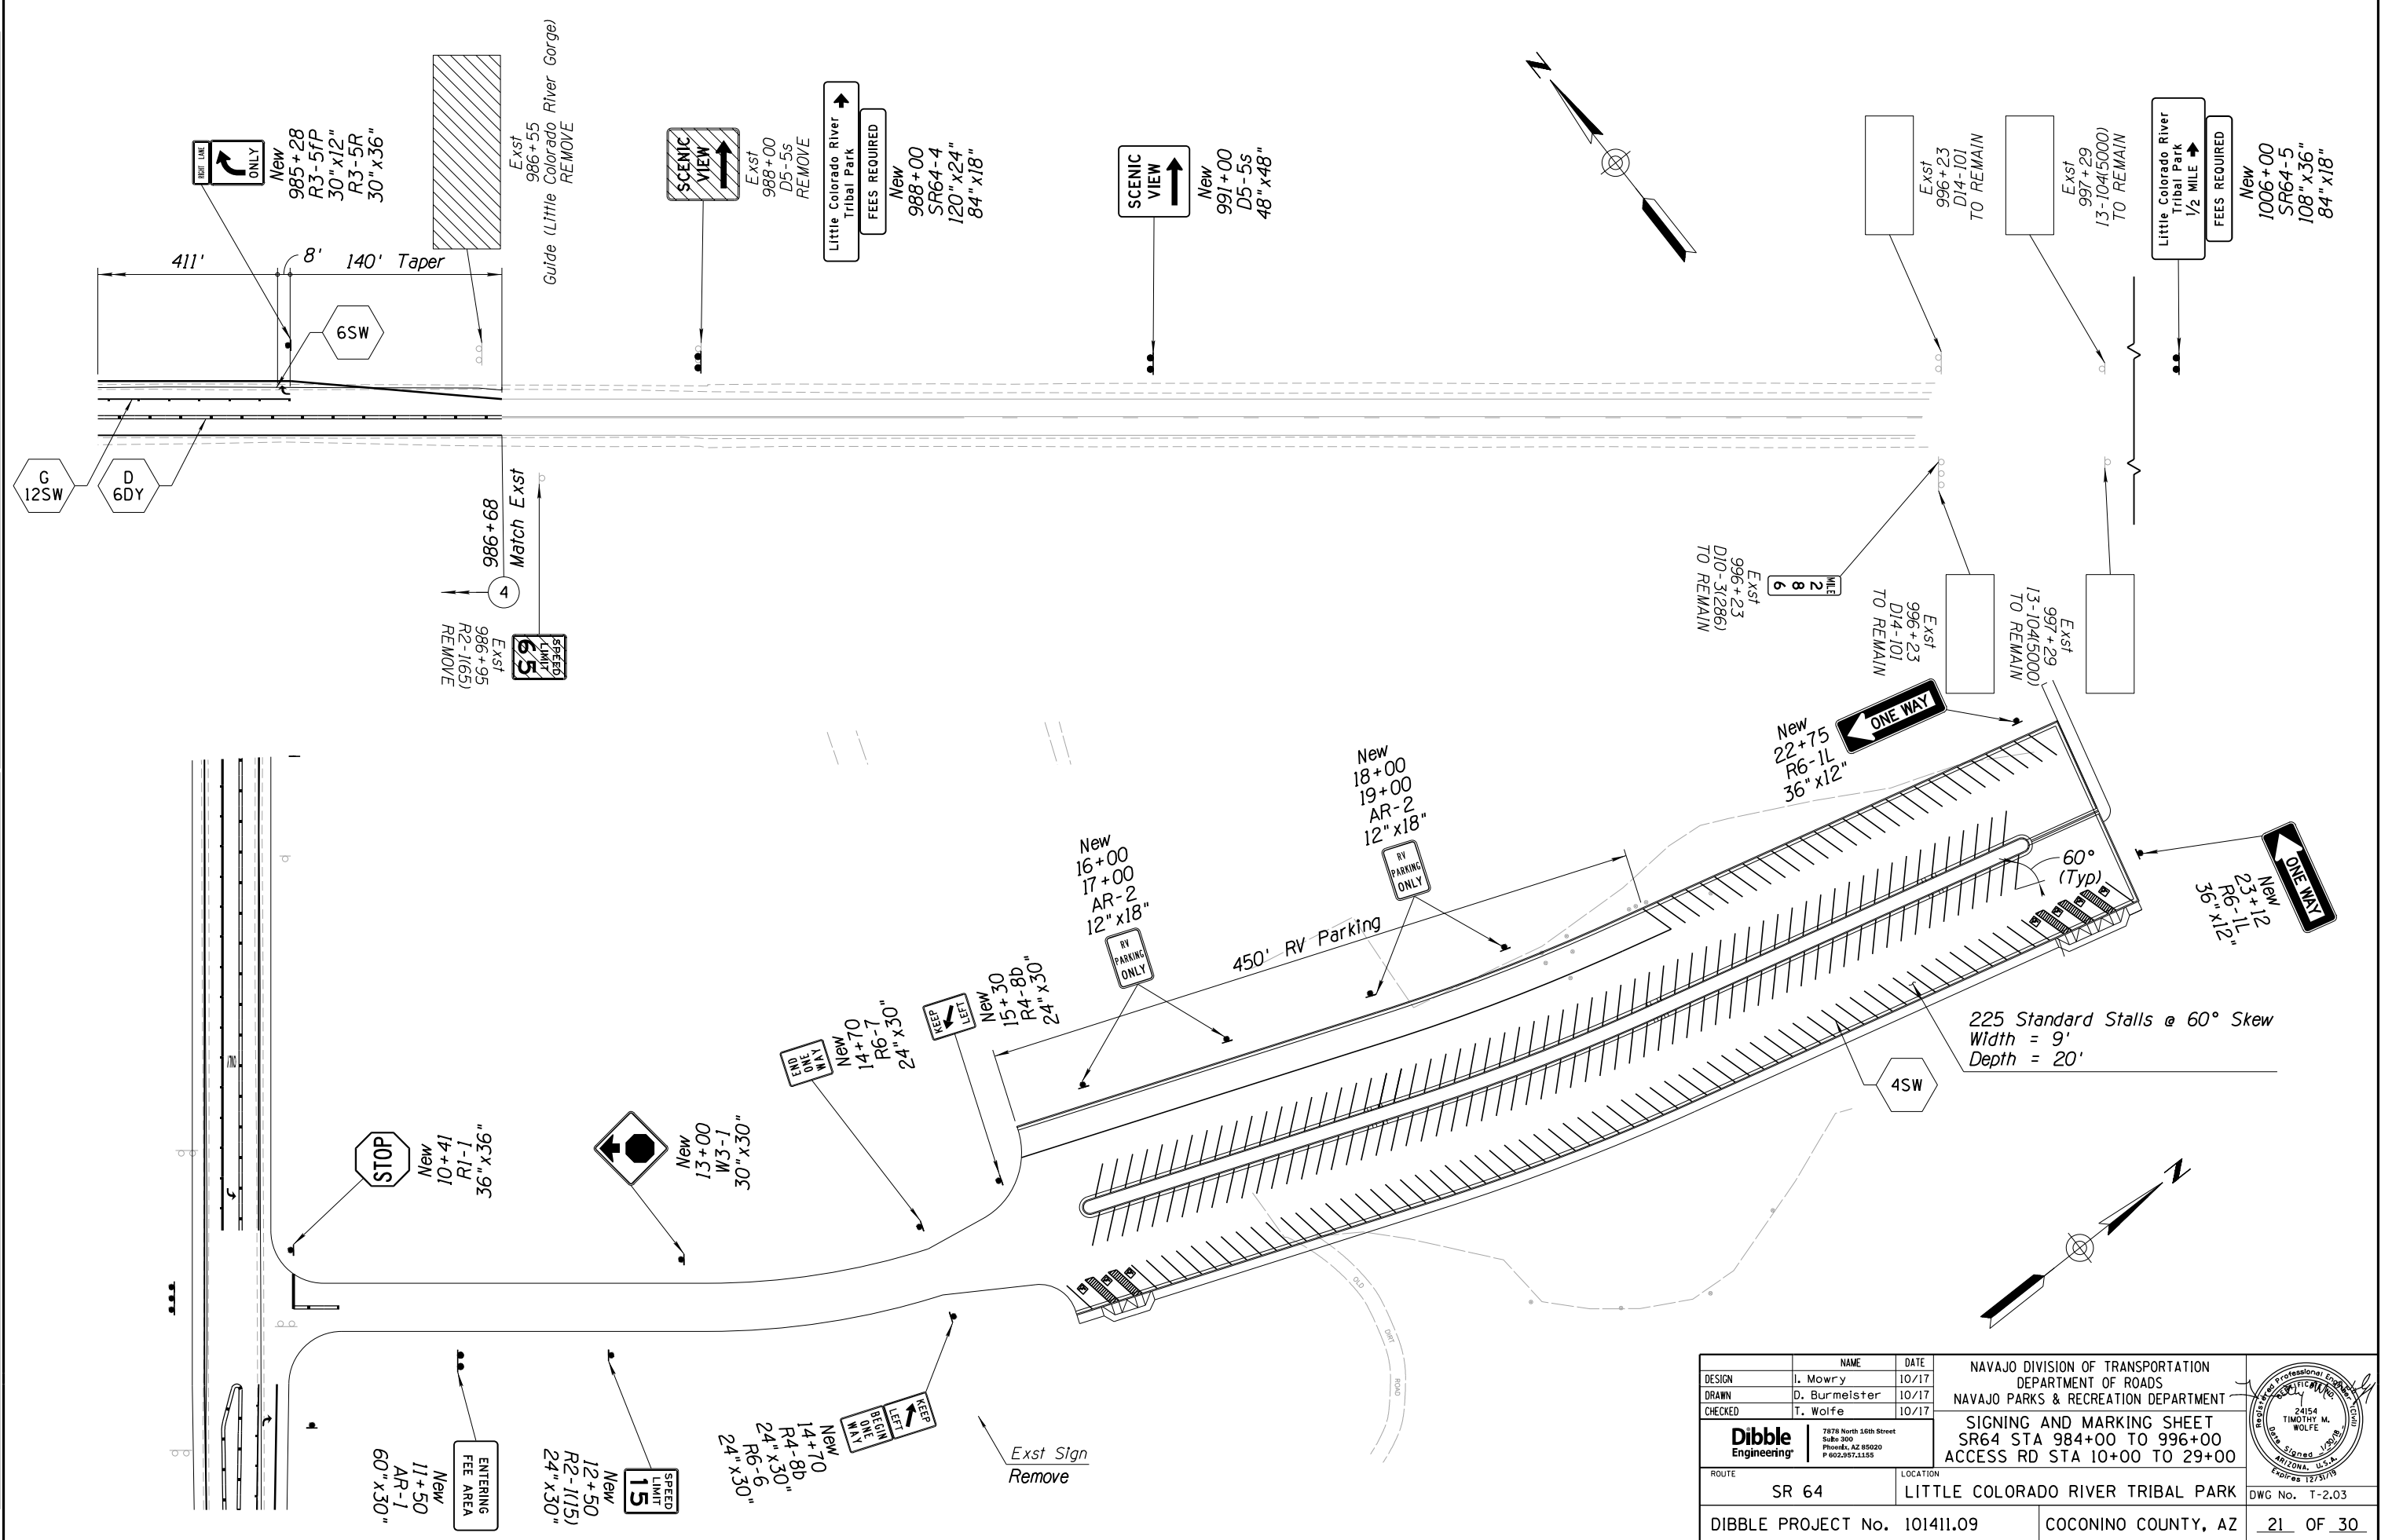 RIGHT LANE
ONLY
New
985+28
R3-5fP
30"x12"
R3-5R
30"x36"
Exst
986+55
Guide (Little Colorado River Gorge)
REMOVE
SCENIC
VIEW
Exst
988+00
D5-5s
REMOVE
Little Colorado River
Tribal Park
FEES REQUIRED
New
988+00
SR64-4
120"x24"
84"x18"
SCENIC
VIEW
New
991+00
D5-5s
48"x48"
N
Exst
996+23
D14-101
TO REMAIN
Exst
997+29
13-104(5000)
TO REMAIN
Little Colorado River
Tribal Park
1/2 MILE
FEES REQUIRED
New
1006+00
SR64-5
108"x36"
84"x18"
411'
8'
140' Taper
6SW
G
12SW
D
6DY
986+68
Match Exst
4
SPEED
LIMIT
65
Exst
986+95
R2-1(65)
REMOVE
MILE
2
8
6
Exst
996+23
D10-3(286)
TO REMAIN
Exst
996+23
D14-101
TO REMAIN
Exst
997+29
13-104(5000)
TO REMAIN
ONE WAY
New
22+75
R6-1L
36"x12"
New
18+00
19+00
AR-2
12"x18"
RV
PARKING
ONLY
New
16+00
17+00
AR-2
12"x18"
RV
PARKING
ONLY
450' RV Parking
60°
(Typ)
ONE WAY
New
23+12
R6-1L
36"x12"
KEEP
LEFT
New
15+30
R4-8b
24"x30"
END
ONE
WAY
New
14+70
R6-7
24"x30"
225 Standard Stalls @ 60° Skew
Width = 9'
Depth = 20'
4SW
STOP
New
10+41
R1-1
36"x36"
New
13+00
W3-1
30"x30"
N
OLD
DIRT
ROAD
ENTERING
FEE AREA
New
11+50
AR-1
60"x30"
SPEED
LIMIT
15
New
12+50
R2-1(15)
24"x30"
KEEP
LEFT
BEGIN
ONE
WAY
New
14+70
R4-8b
24"x30"
R6-6
24"x30"
Exst Sign
Remove
NAME DATE
DESIGN I. Mowry 10/17
DRAWN D. Burmeister 10/17
CHECKED T. Wolfe 10/17
Dibble
Engineering
7878 North 16th Street
Suite 300
Phoenix, AZ 85020
P 602.957.1155
NAVAJO DIVISION OF TRANSPORTATION
DEPARTMENT OF ROADS
NAVAJO PARKS & RECREATION DEPARTMENT
SIGNING AND MARKING SHEET
SR64 STA 984+00 TO 996+00
ACCESS RD STA 10+00 TO 29+00
Registered Professional Engineer (Civil)
24154
TIMOTHY M.
WOLFE
Date Signed
ARIZONA, U.S.A.
Expires 12/31/19
ROUTE
SR 64
LOCATION
LITTLE COLORADO RIVER TRIBAL PARK
DWG No. T-2.03
DIBBLE PROJECT No. 101411.09
COCONINO COUNTY, AZ
21 OF 30